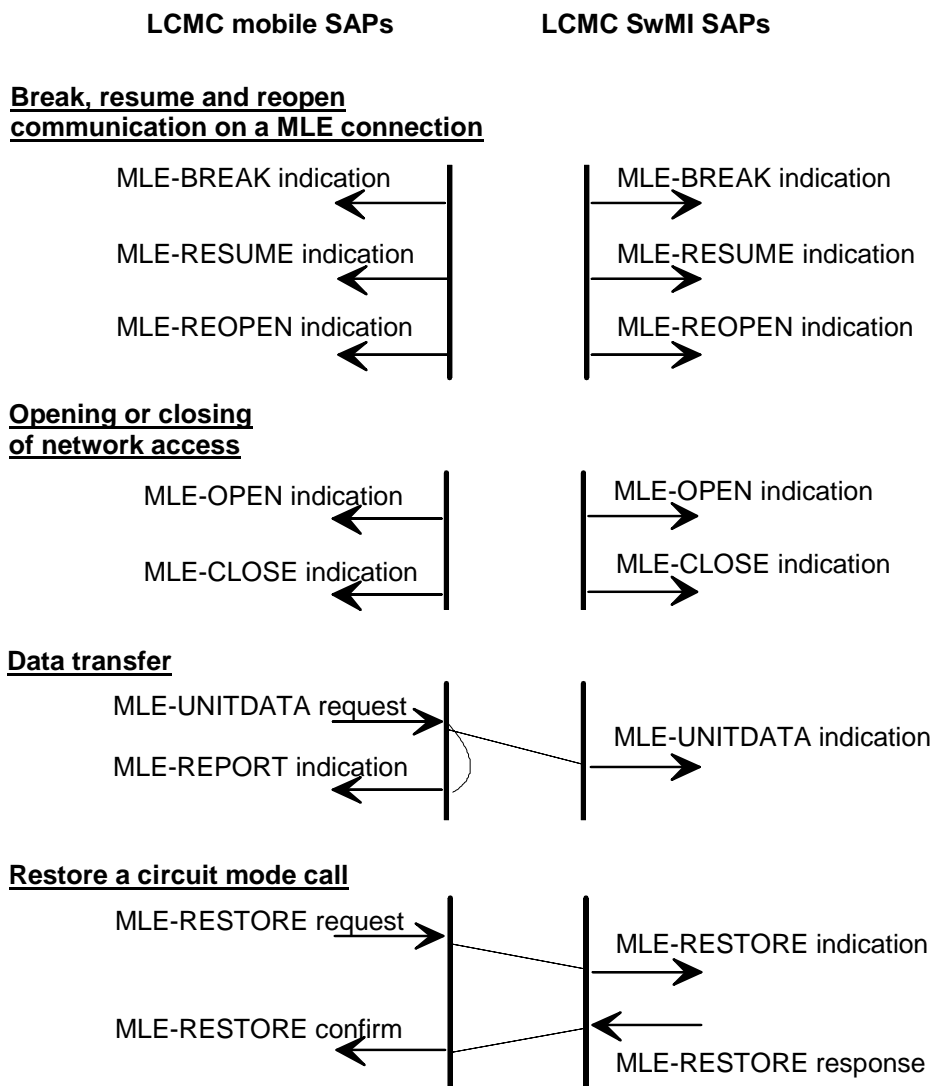 LCMC mobile SAPs LCMC SwMI SAPs
Break, resume and reopen
communication on a MLE connection
MLE-BREAK indication MLE-BREAK indication
MLE-RESUME indication MLE-RESUME indication
MLE-REOPEN indication MLE-REOPEN indication
Opening or closing
of network access
MLE-OPEN indication MLE-OPEN indication
MLE-CLOSE indication MLE-CLOSE indication
Data transfer
MLE-UNITDATA request
MLE-UNITDATA indication
MLE-REPORT indication
Restore a circuit mode call
MLE-RESTORE request
MLE-RESTORE indication
MLE-RESTORE confirm
MLE-RESTORE response